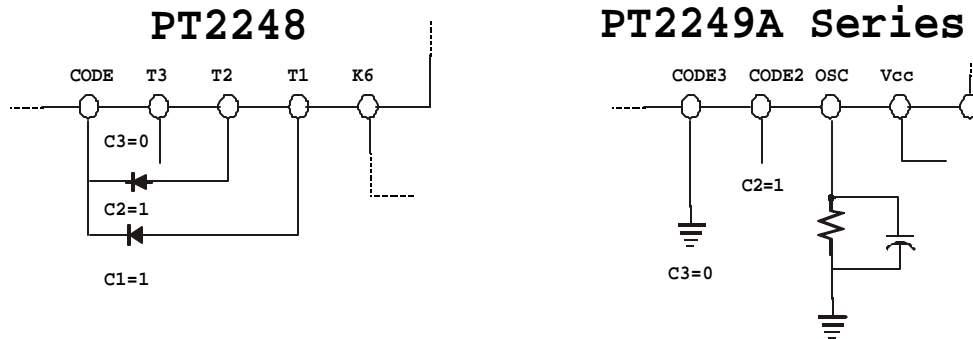 PT2248
CODE T3 T2 T1 K6
C3=0
C2=1
C1=1
PT2249A Series
CODE3 CODE2 OSC Vcc
C2=1
C3=0